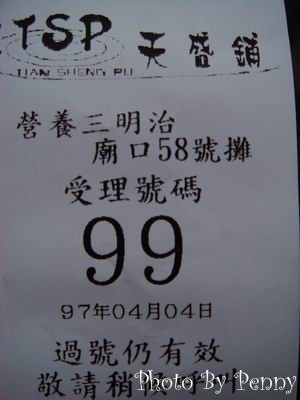 TSP 天盛舖
TIAN SHENG PU
營養三明治
廟口58號攤
受理號碼
99
97年04月04日
過號仍有效
敬請稍候
Photo By Penny